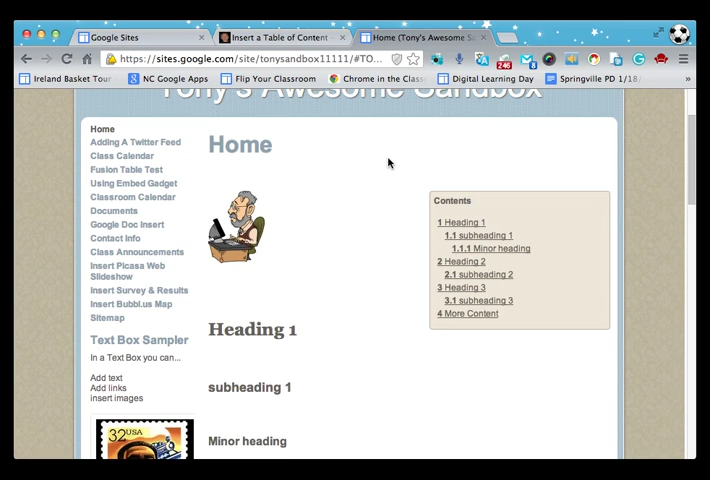 Google Sites
Insert a Table of Content
Home (Tony's Awesome Sa
https://sites.google.com/site/tonysandbox11111/#TO...
246
8
Ireland Basket Tour
NC Google Apps
Flip Your Classroom
Chrome in the Class
Digital Learning Day
Springville PD 1/18/
»
Tony's Awesome Sandbox
Home
Adding A Twitter Feed
Class Calendar
Fusion Table Test
Using Embed Gadget
Classroom Calendar
Documents
Google Doc Insert
Contact Info
Class Announcements
Insert Picasa Web
Slideshow
Insert Survey & Results
Insert Bubbl.us Map
Sitemap
Text Box Sampler
In a Text Box you can...
Add text
Add links
insert images
32USA
Home
Contents
1 Heading 1
1.1 subheading 1
1.1.1 Minor heading
2 Heading 2
2.1 subheading 2
3 Heading 3
3.1 subheading 3
4 More Content
Heading 1
subheading 1
Minor heading